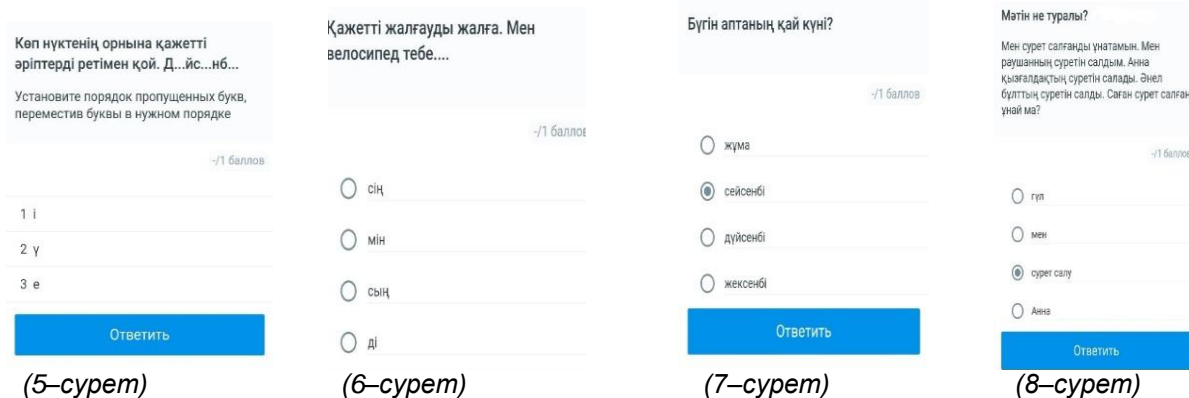 Көп нүктенің орнына қажетті
әріптерді ретімен қой. Д...йс...нб...
Установите порядок пропущенных букв,
переместив буквы в нужном порядке
-/1 баллов
1 і
2 ү
3 е
Ответить
(5–сурет)
Қажетті жалғауды жалға. Мен
велосипед тебе....
-/1 баллов
сің
мін
сың
ді
(6–сурет)
Бүгін аптаның қай күні?
-/1 баллов
жұма
сейсенбі
дүйсенбі
жексенбі
Ответить
(7–сурет)
Мәтін не туралы?
Мен сурет салғанды ұнатамын. Мен
раушанның суретін салдым. Анна
қызғалдақтың суретін салады. Әнел
бұлттың суретін салды. Саған сурет салған
ұнай ма?
-/1 баллов
гүл
мен
сурет салу
Анна
Ответить
(8–сурет)